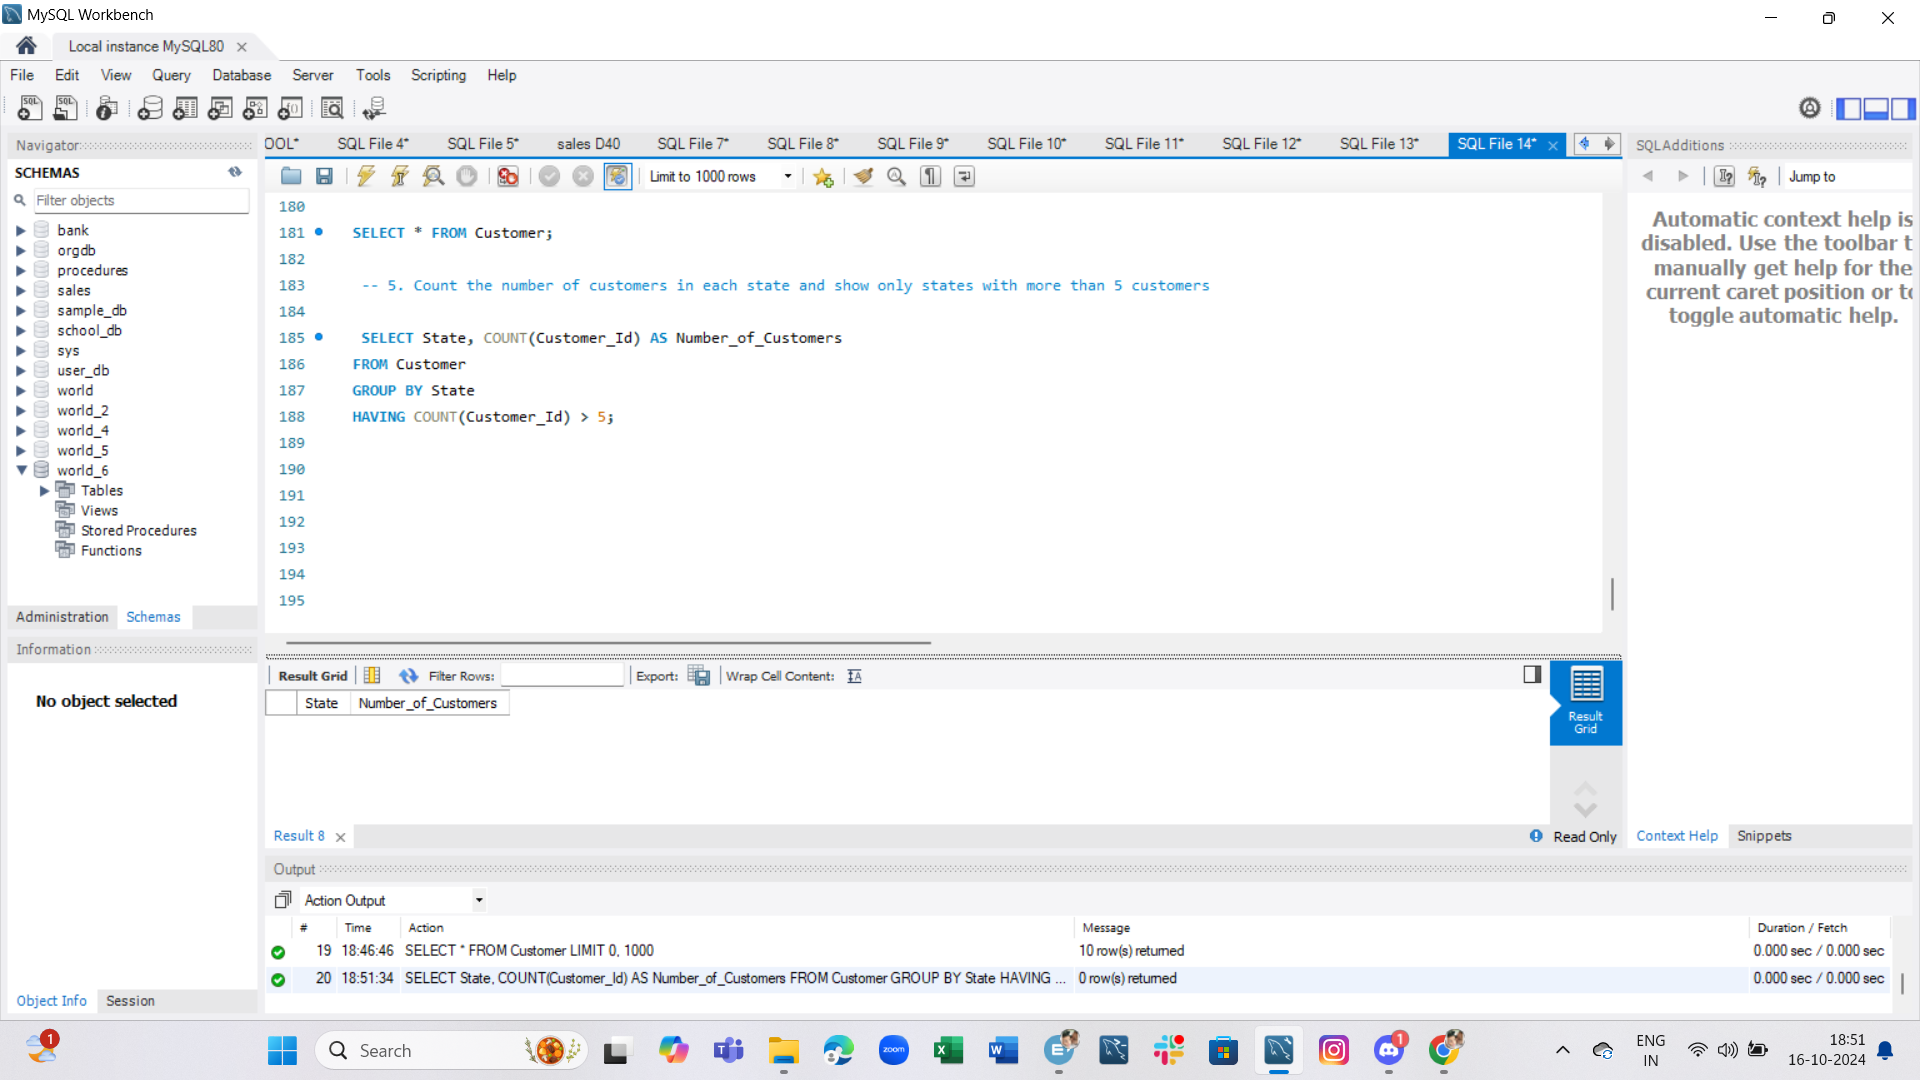 MySQL Workbench
Local instance MySQL80
File Edit View Query Database Server Tools Scripting Help
Navigator
SCHEMAS
Filter objects
bank
orgdb
procedures
sales
sample_db
school_db
sys
user_db
world
world_2
world_4
world_5
world_6
Tables
Views
Stored Procedures
Functions
Administration Schemas
Information
No object selected
Object Info Session
OOL* SQL File 4* SQL File 5* sales D40 SQL File 7* SQL File 8* SQL File 9* SQL File 10* SQL File 11* SQL File 12* SQL File 13* SQL File 14*
Limit to 1000 rows
180
181 SELECT * FROM Customer;
182
183 -- 5. Count the number of customers in each state and show only states with more than 5 customers
184
185 SELECT State, COUNT(Customer_Id) AS Number_of_Customers
186 FROM Customer
187 GROUP BY State
188 HAVING COUNT(Customer_Id) > 5;
189
190
191
192
193
194
195
Result Grid Filter Rows: Export: Wrap Cell Content:
State Number_of_Customers
Result
Grid
Result 8 Read Only
SQLAdditions
Jump to
Automatic context help is
disabled. Use the toolbar t
manually get help for the
current caret position or to
toggle automatic help.
Context Help Snippets
Output
Action Output
# Time Action Message Duration / Fetch
19 18:46:46 SELECT * FROM Customer LIMIT 0, 1000 10 row(s) returned 0.000 sec / 0.000 sec
20 18:51:34 SELECT State, COUNT(Customer_Id) AS Number_of_Customers FROM Customer GROUP BY State HAVING ... 0 row(s) returned 0.000 sec / 0.000 sec
1
Search
zoom
1
ENG
IN
18:51
16-10-2024